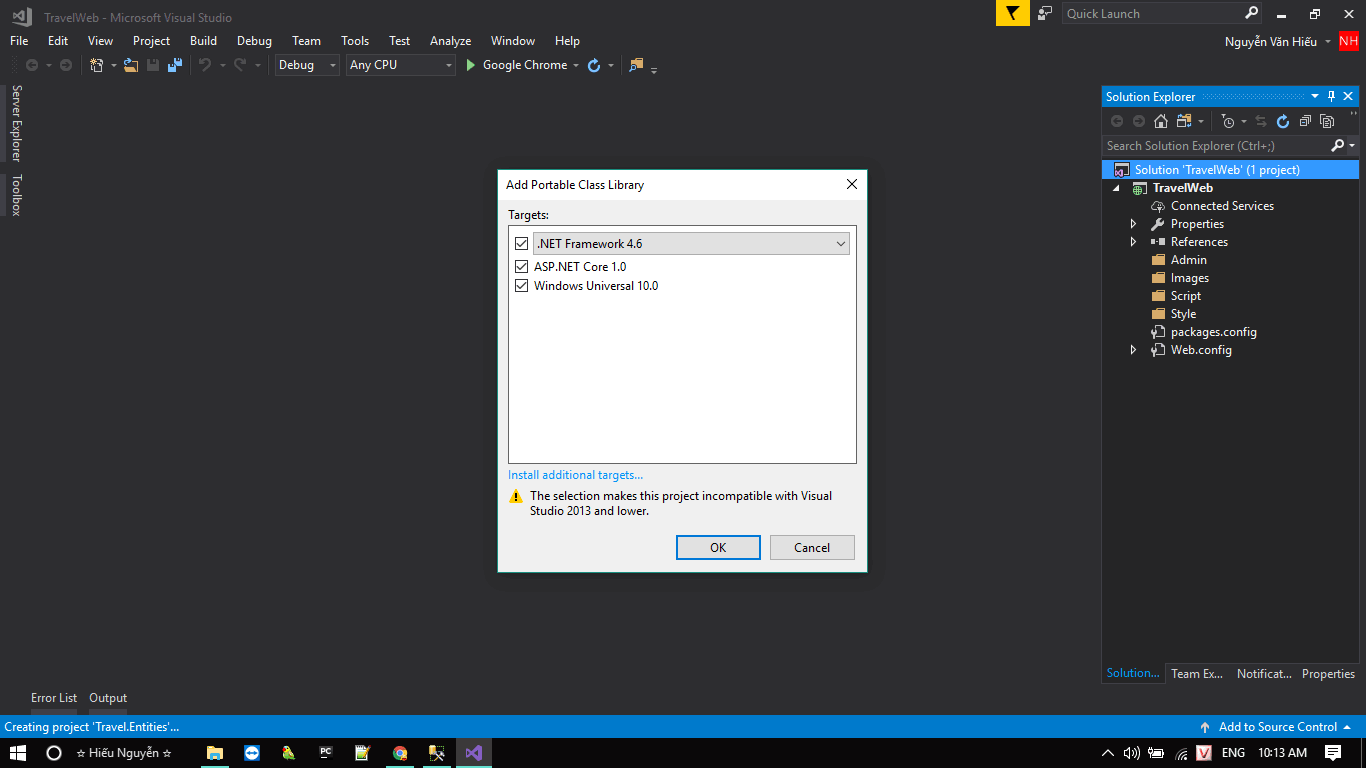 TravelWeb - Microsoft Visual Studio
Quick Launch
File Edit View Project Build Debug Team Tools Test Analyze Window Help
Nguyễn Văn Hiếu
NH
Debug
Any CPU
Google Chrome
Server Explorer
Toolbox
Solution Explorer
Search Solution Explorer (Ctrl+;)
Solution 'TravelWeb' (1 project)
TravelWeb
Connected Services
Properties
References
Admin
Images
Script
Style
packages.config
Web.config
Add Portable Class Library
Targets:
.NET Framework 4.6
ASP.NET Core 1.0
Windows Universal 10.0
Install additional targets...
The selection makes this project incompatible with Visual
Studio 2013 and lower.
OK Cancel
Solution... Team Ex... Notificat... Properties
Error List Output
Creating project 'Travel.Entities'...
Add to Source Control
☆ Hiếu Nguyễn ☆
PC
V
ENG
10:13 AM